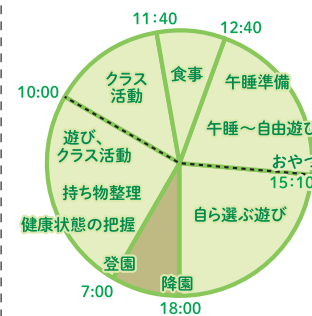 11:40
12:40
クラス
活動
食事
午睡準備
10:00
午睡～自由遊び
遊び、
クラス活動
おやつ
15:10
持ち物整理
自ら選ぶ遊び
健康状態の把握
登園
7:00
降園
18:00